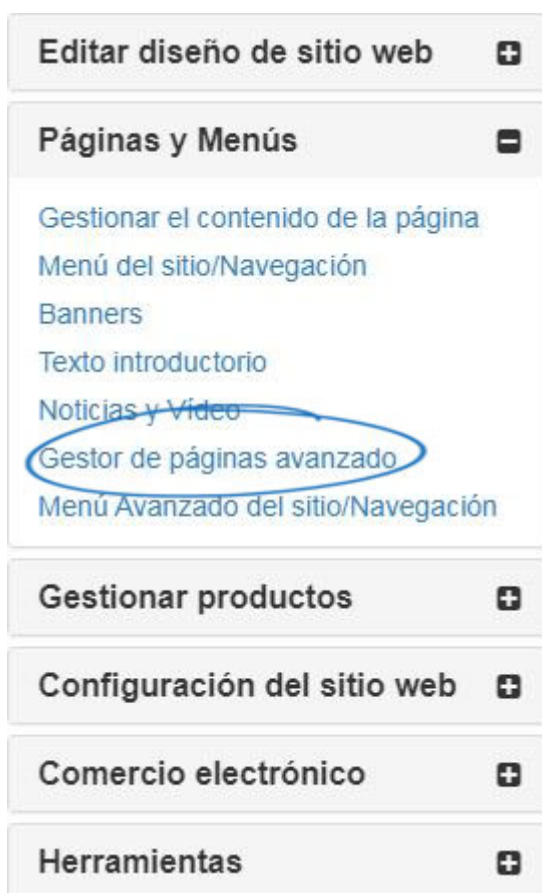 Editar diseño de sitio web
Páginas y Menús
Gestionar el contenido de la página
Menú del sitio/Navegación
Banners
Texto introductorio
Noticias y Vídeo
Gestor de páginas avanzado
Menú Avanzado del sitio/Navegación
Gestionar productos
Configuración del sitio web
Comercio electrónico
Herramientas